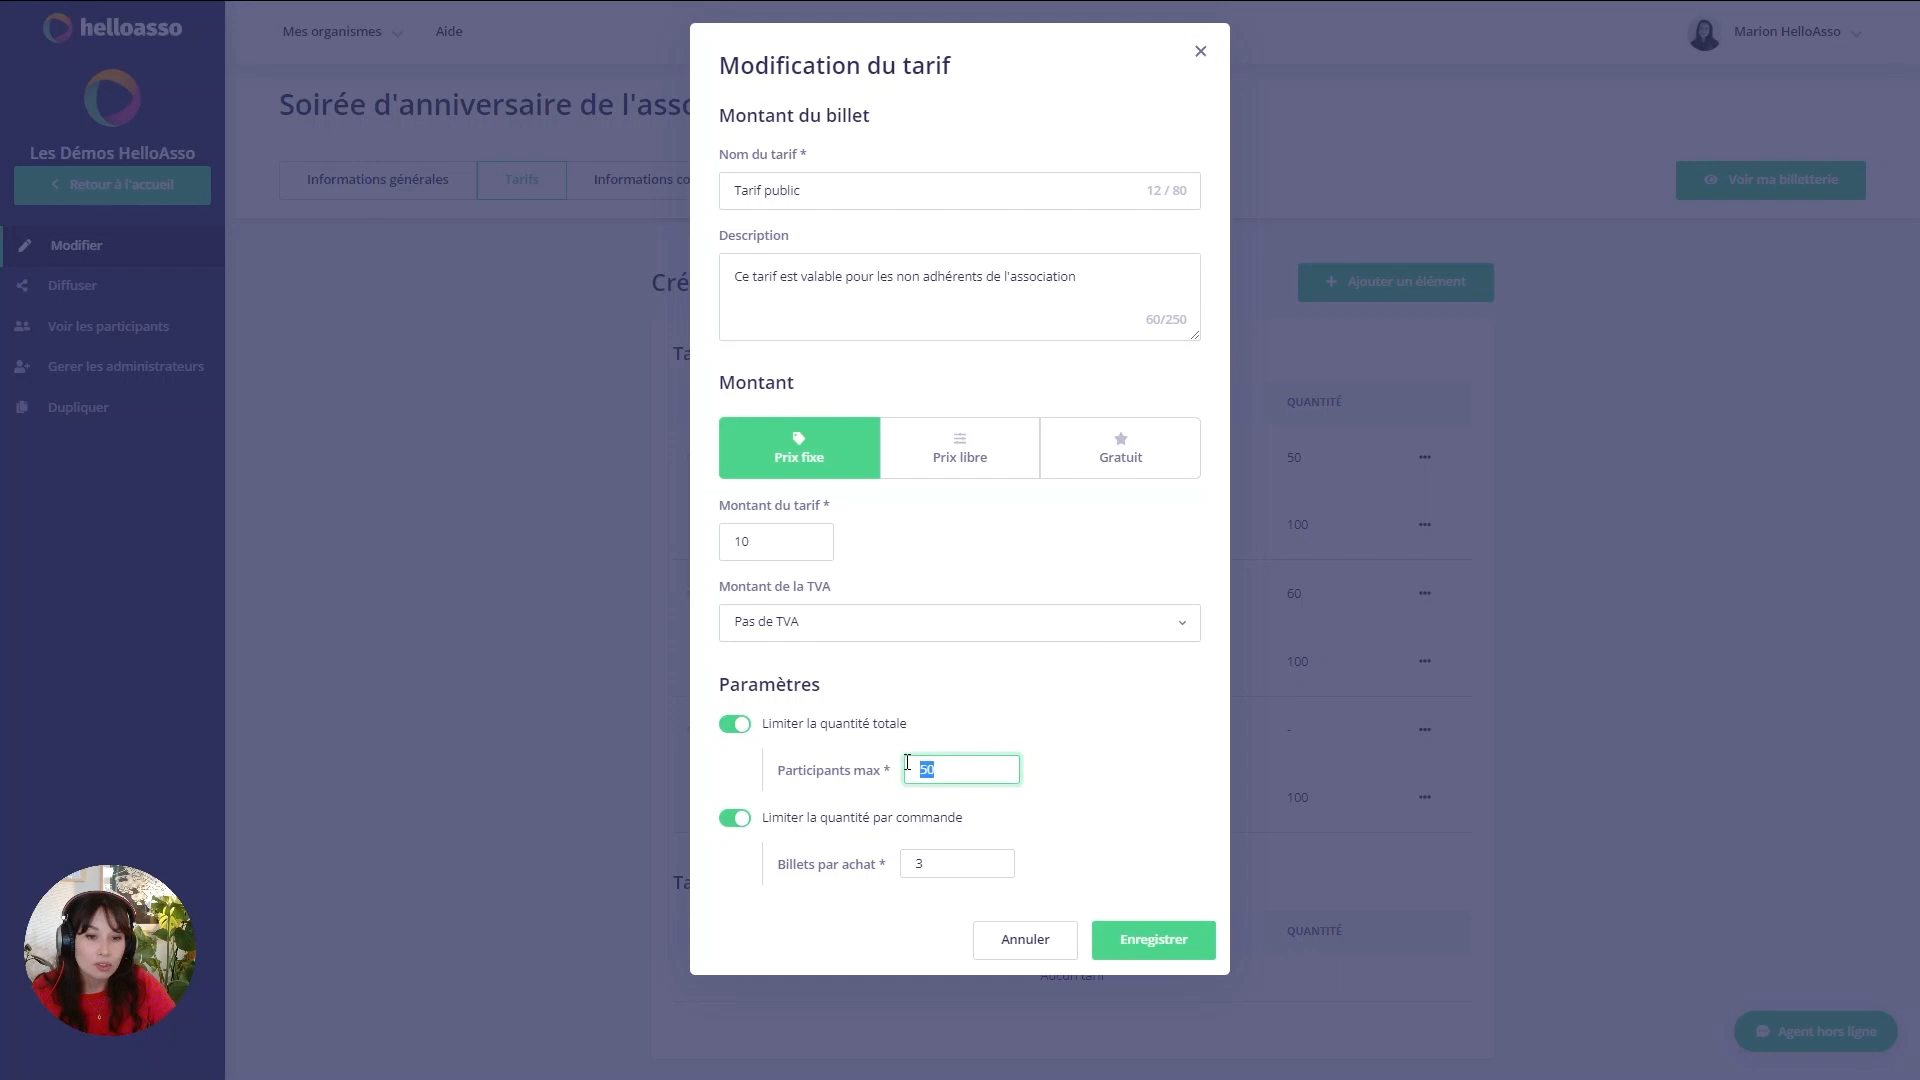 helloasso
Mes organismes
Aide
Marion HelloAsso
Les Démos HelloAsso
Retour à l'accueil
Modifier
Diffuser
Voir les participants
Gerer les administrateurs
Dupliquer
Soirée d'anniversaire de l'asso
Informations générales
Tarifs
Informations co
Voir ma billetterie
Cré
Ajouter un élément
Ta
QUANTITÉ
50
100
60
100
-
100
Ta
QUANTITÉ
Aucun tarif
Agent hors ligne
Modification du tarif
Montant du billet
Nom du tarif *
Tarif public
12 / 80
Description
Ce tarif est valable pour les non adhérents de l'association
60/250
Montant
Prix fixe
Prix libre
Gratuit
Montant du tarif *
10
Montant de la TVA
Pas de TVA
Paramètres
Limiter la quantité totale
Participants max *
50
Limiter la quantité par commande
Billets par achat *
3
Annuler
Enregistrer